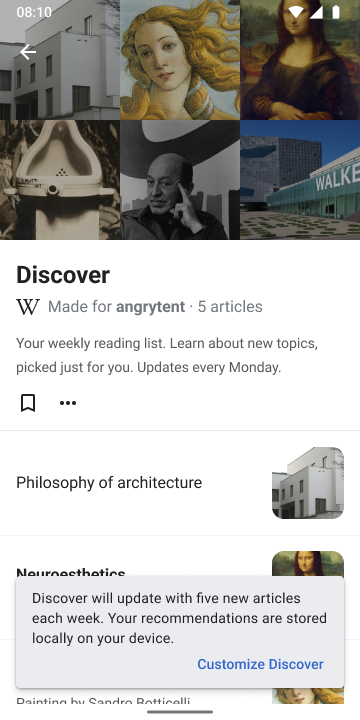 08:10
WALKE
Discover
W Made for angrytent · 5 articles
Your weekly reading list. Learn about new topics,
picked just for you. Updates every Monday.
Philosophy of architecture
Neuroesthetics
Discover will update with five new articles
each week. Your recommendations are stored
locally on your device.
Customize Discover
Painting by Sandro Botticelli